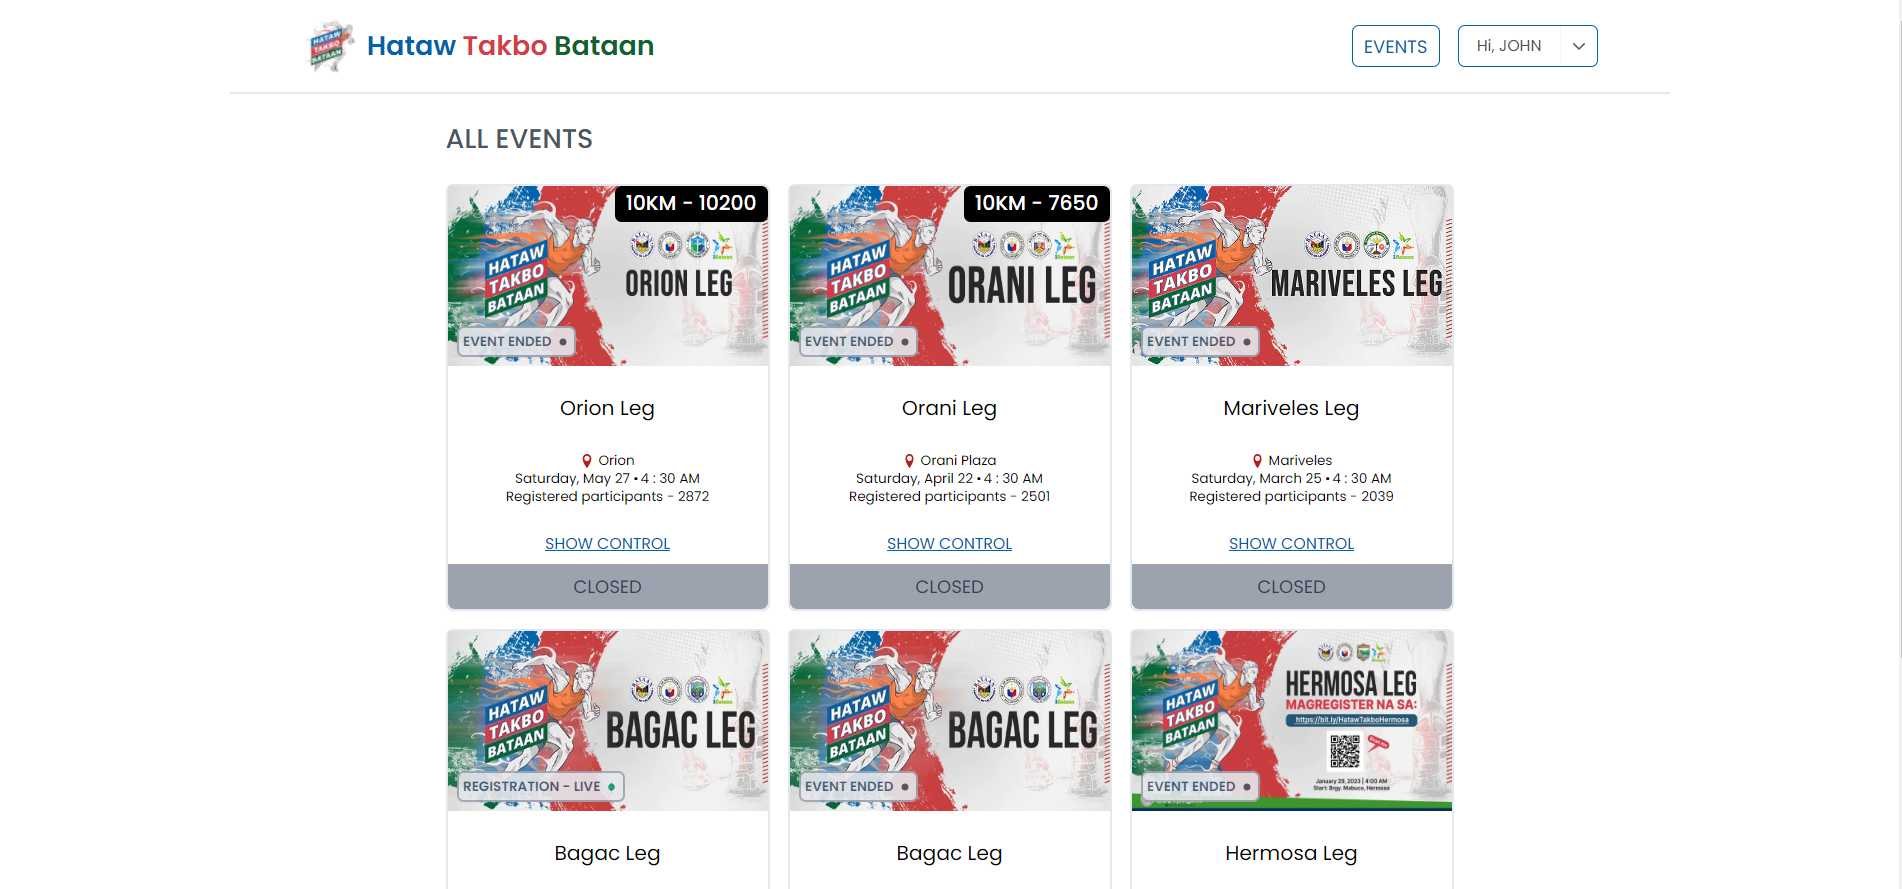 HATAW
TAKBO
BATAAN
Hataw Takbo Bataan
EVENTS
Hi, JOHN
ALL EVENTS
10KM - 10200
HATAW
TAKBO
BATAAN
1Bataan
ORION LEG
EVENT ENDED
Orion Leg
Orion
Saturday, May 27 • 4 : 30 AM
Registered participants - 2872
SHOW CONTROL
CLOSED
10KM - 7650
HATAW
TAKBO
BATAAN
1Bataan
ORANI LEG
EVENT ENDED
Orani Leg
Orani Plaza
Saturday, April 22 • 4 : 30 AM
Registered participants - 2501
SHOW CONTROL
CLOSED
HATAW
TAKBO
BATAAN
1Bataan
MARIVELES LEG
EVENT ENDED
Mariveles Leg
Mariveles
Saturday, March 25 • 4 : 30 AM
Registered participants - 2039
SHOW CONTROL
CLOSED
HATAW
TAKBO
BATAAN
1Bataan
BAGAC LEG
REGISTRATION - LIVE
Bagac Leg
HATAW
TAKBO
BATAAN
1Bataan
BAGAC LEG
EVENT ENDED
Bagac Leg
HATAW
TAKBO
BATAAN
HERMOSA LEG
MAGREGISTER NA SA:
https://bit.ly/HatawTakboHermosa
January 29, 2023 | 4:00 AM
Start: Brgy. Mabuco, Hermosa
EVENT ENDED
Hermosa Leg